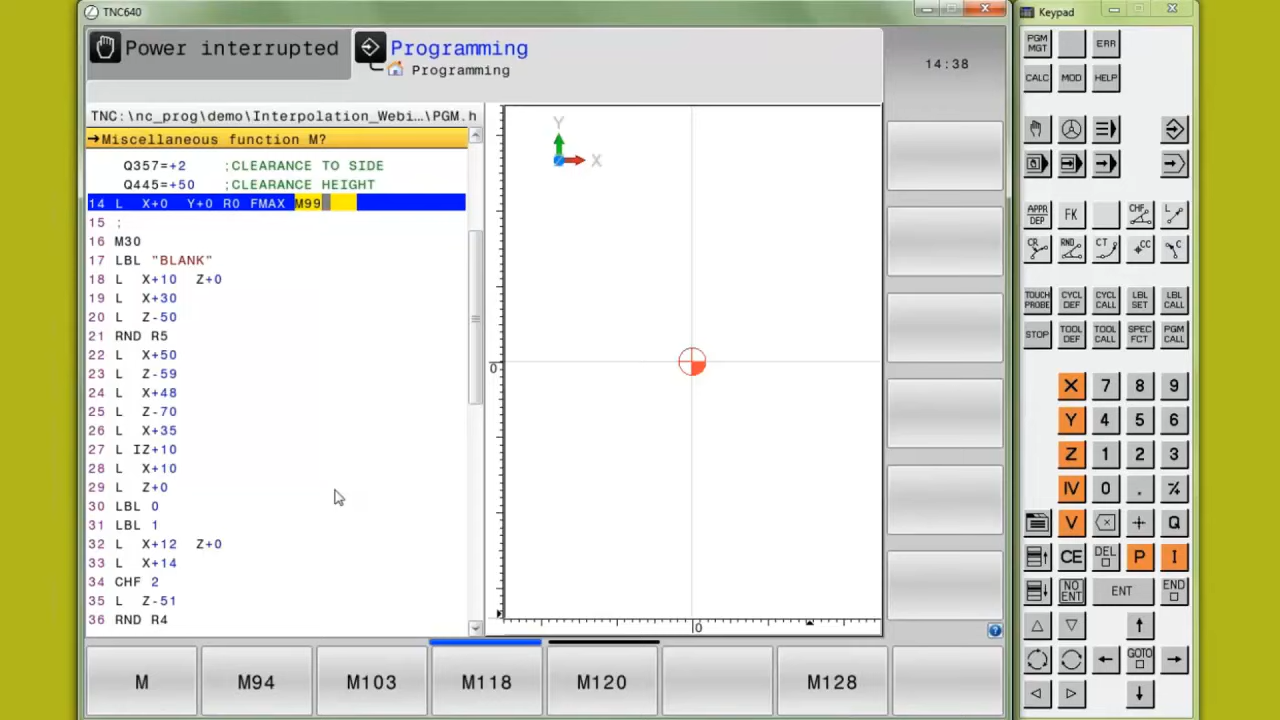 TNC640
Power interrupted
Programming
Programming
14:38
TNC:\nc_prog\demo\Interpolation_Webi…\PGM.h
→Miscellaneous function M?
Q357=+2 ;CLEARANCE TO SIDE
Q445=+50 ;CLEARANCE HEIGHT
14 L X+0 Y+0 R0 FMAX M99
15 ;
16 M30
17 LBL "BLANK"
18 L X+10 Z+0
19 L X+30
20 L Z-50
21 RND R5
22 L X+50
23 L Z-59
24 L X+48
25 L Z-70
26 L X+35
27 L IZ+10
28 L X+10
29 L Z+0
30 LBL 0
31 LBL 1
32 L X+12 Z+0
33 L X+14
34 CHF 2
35 L Z-51
36 RND R4
Y
X
0
0
M M94 M103 M118 M120 M128
Keypad
PGM MGT ERR
CALC MOD HELP
APPR DEP FK CHF L
CR RND CT CC C
TOUCH PROBE CYCL DEF CYCL CALL LBL SET LBL CALL
STOP TOOL DEF TOOL CALL SPEC FCT PGM CALL
X 7 8 9
Y 4 5 6
Z 1 2 3
IV 0 . -/+
V Q
CE DEL P I
NO ENT ENT END
GOTO